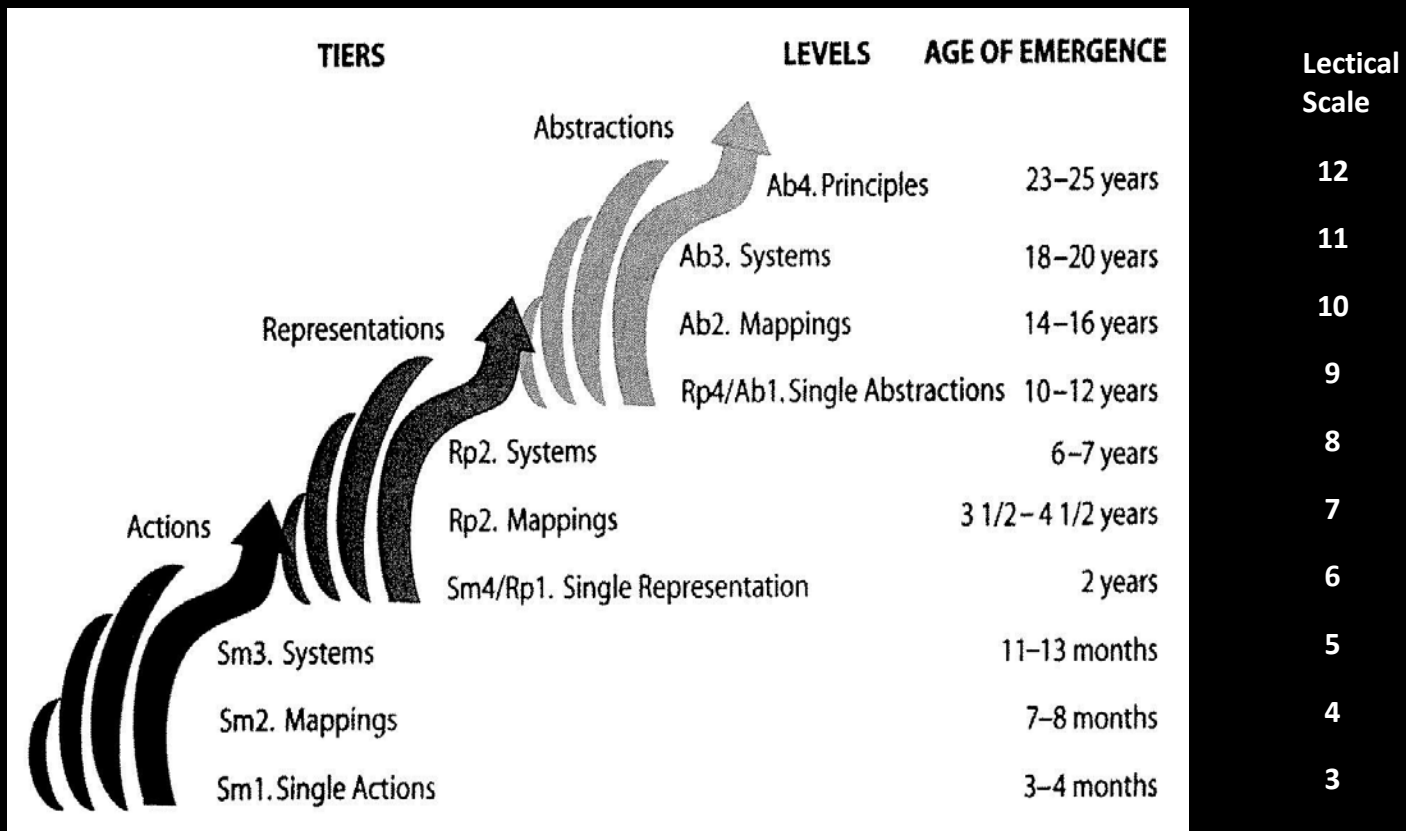 TIERS LEVELS AGE OF EMERGENCE Lectical
Scale
Abstractions
Ab4. Principles 23–25 years 12
Ab3. Systems 18–20 years 11
Representations Ab2. Mappings 14–16 years 10
Rp4/Ab1. Single Abstractions 10–12 years 9
Rp2. Systems 6–7 years 8
Actions Rp2. Mappings 3 1/2–4 1/2 years 7
Sm4/Rp1. Single Representation 2 years 6
Sm3. Systems 11–13 months 5
Sm2. Mappings 7–8 months 4
Sm1. Single Actions 3–4 months 3